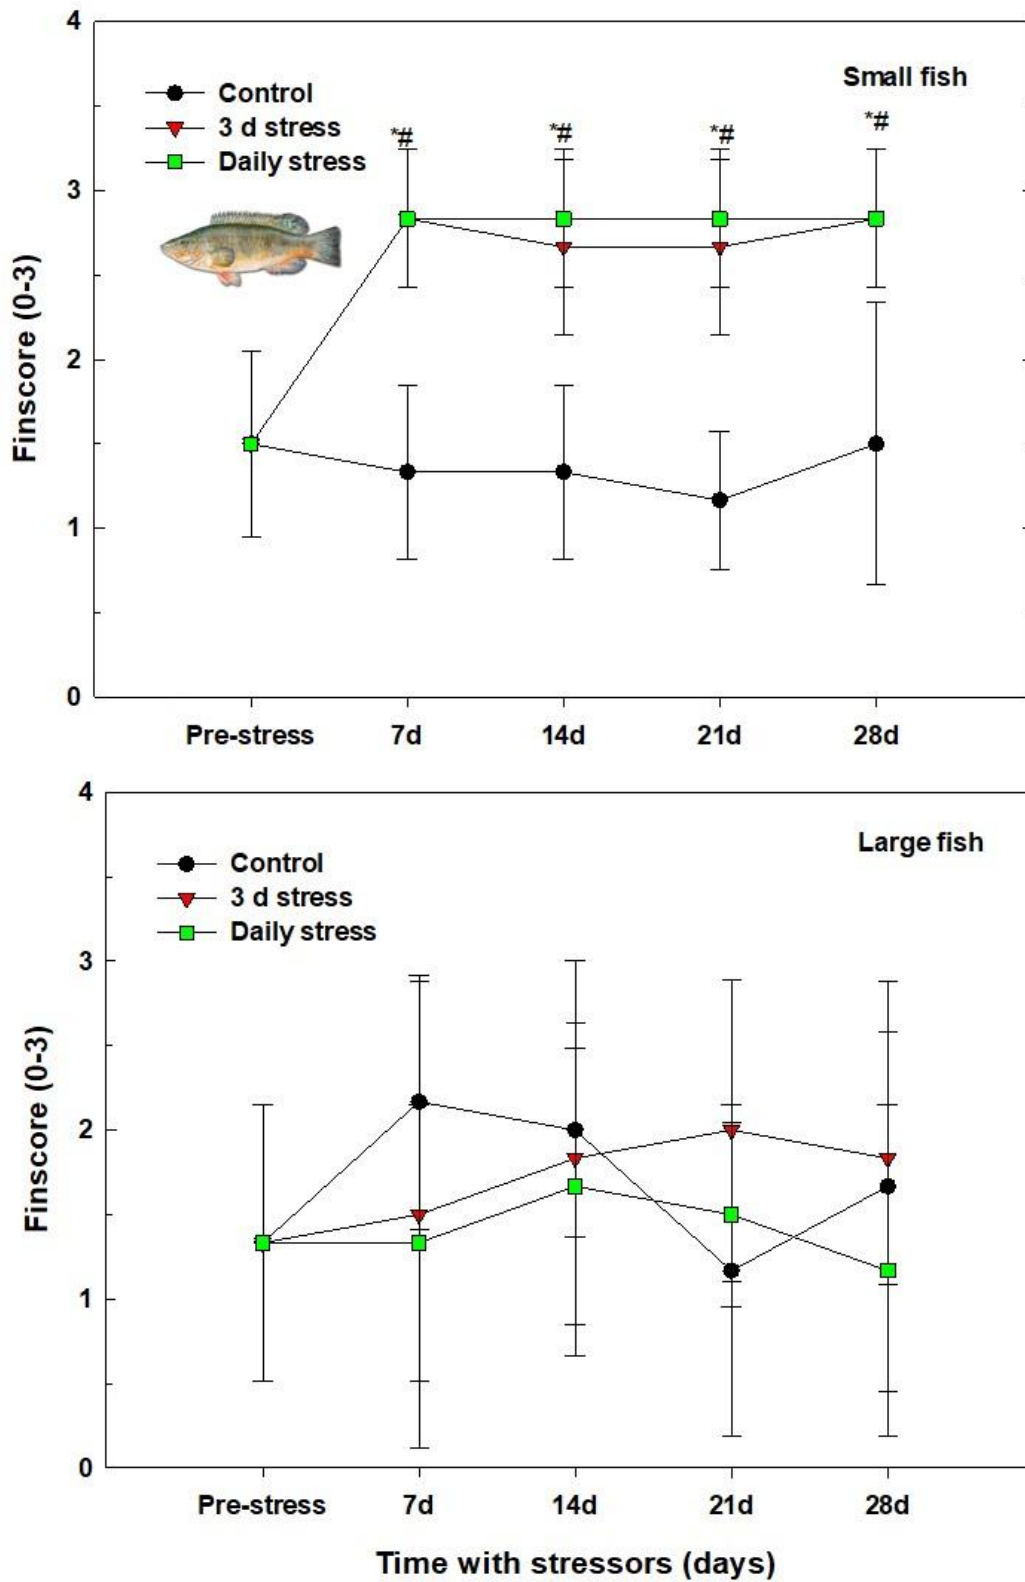 4
Small fish
Control
3 d stress
Daily stress
*# *# *# *#
3
2
1
0
Finscore (0-3)
Pre-stress 7d 14d 21d 28d
4
Large fish
Control
3 d stress
Daily stress
3
2
1
0
Finscore (0-3)
Pre-stress 7d 14d 21d 28d
Time with stressors (days)